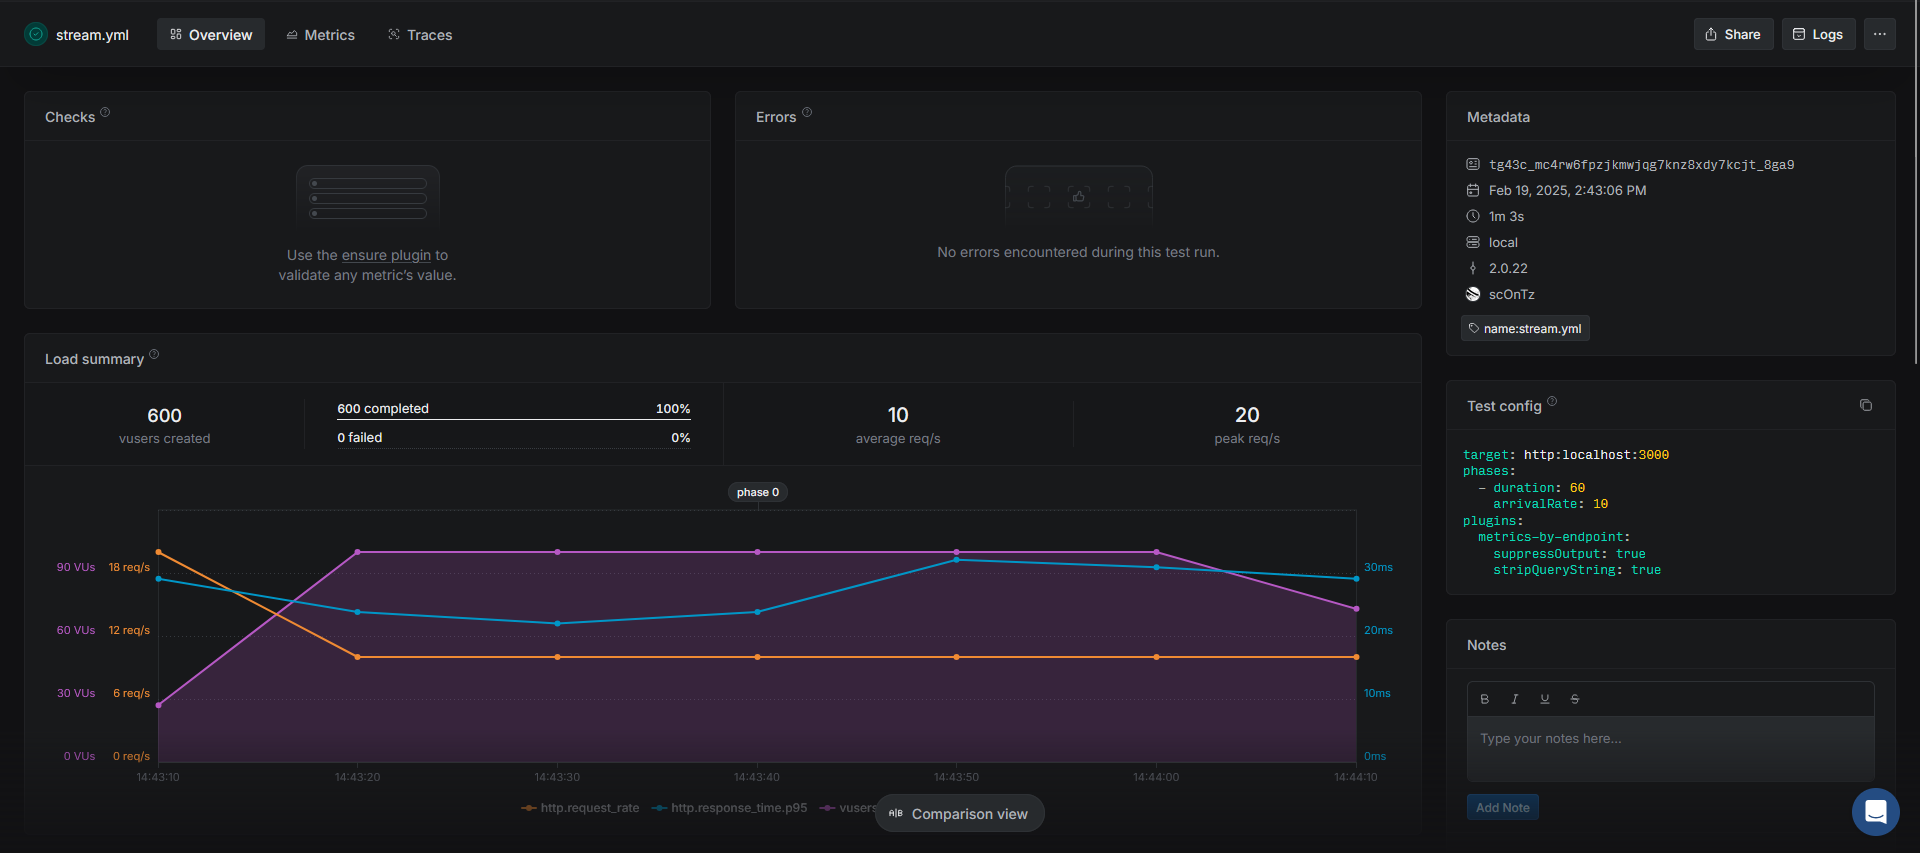 stream.yml
Overview
Metrics
Traces
Share
Logs
Checks
Use the ensure plugin to
validate any metric's value.
Errors
No errors encountered during this test run.
Metadata
tg43c_mc4rw6fpzjkmwjqg7knz8xdy7kcjt_8ga9
Feb 19, 2025, 2:43:06 PM
1m 3s
local
2.0.22
scOnTz
name:stream.yml
Load summary
600
vusers created
600 completed 100%
0 failed 0%
10
average req/s
20
peak req/s
phase 0
90 VUs 18 req/s 30ms
60 VUs 12 req/s 20ms
30 VUs 6 req/s 10ms
0 VUs 0 req/s 0ms
14:43:10 14:43:20 14:43:30 14:43:40 14:43:50 14:44:00 14:44:10
http.request_rate http.response_time.p95 vusers
A|B Comparison view
Test config
target: http:localhost:3000
phases:
- duration: 60
arrivalRate: 10
plugins:
metrics-by-endpoint:
suppressOutput: true
stripQueryString: true
Notes
B I U S
Type your notes here...
Add Note